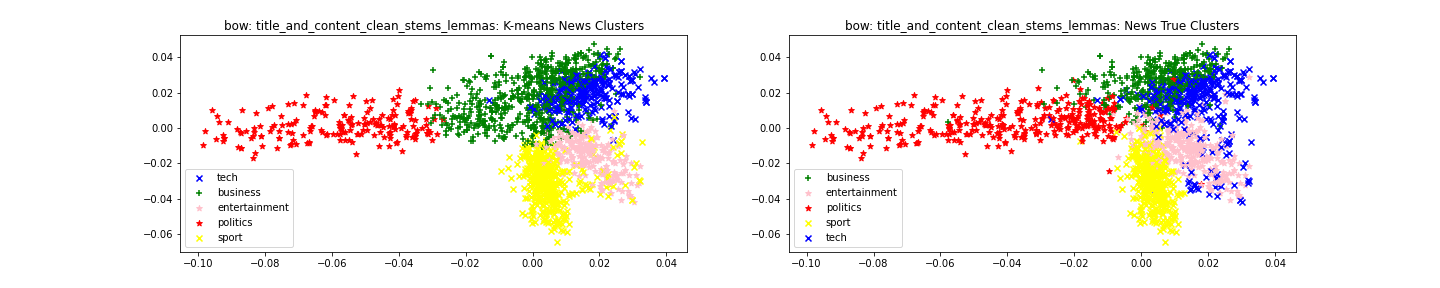 bow: title_and_content_clean_stems_lemmas: K-means News Clusters
0.04
0.02
0.00
−0.02
−0.04
−0.06
tech
business
entertainment
politics
sport
−0.10
−0.08
−0.06
−0.04
−0.02
0.00
0.02
0.04
bow: title_and_content_clean_stems_lemmas: News True Clusters
0.04
0.02
0.00
−0.02
−0.04
−0.06
business
entertainment
politics
sport
tech
−0.10
−0.08
−0.06
−0.04
−0.02
0.00
0.02
0.04